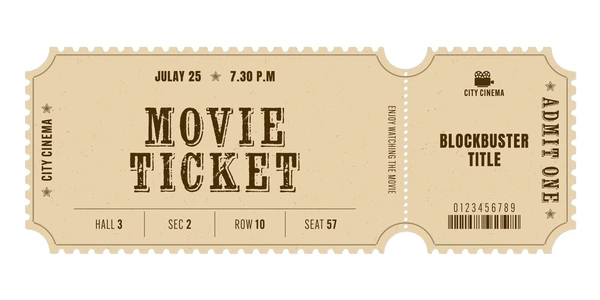 JULAY 25 ★ 7.30 P.M
CITY CINEMA
MOVIE
TICKET
HALL 3
SEC 2
ROW 10
SEAT 57
ENJOY WATCHING THE MOVIE
CITY CINEMA
BLOCKBUSTER
TITLE
0123456789
ADMIT ONE